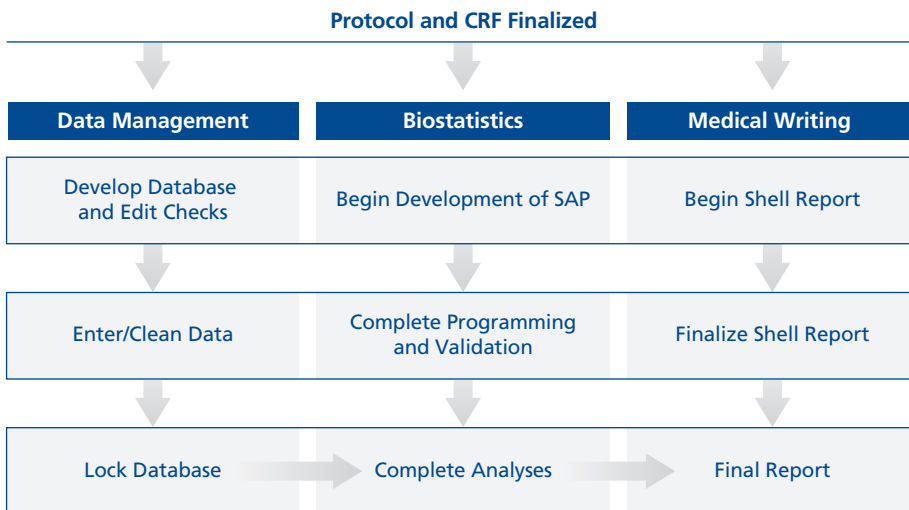 Protocol and CRF Finalized
Data Management
Biostatistics
Medical Writing
Develop Database
and Edit Checks
Begin Development of SAP
Begin Shell Report
Enter/Clean Data
Complete Programming
and Validation
Finalize Shell Report
Lock Database
Complete Analyses
Final Report